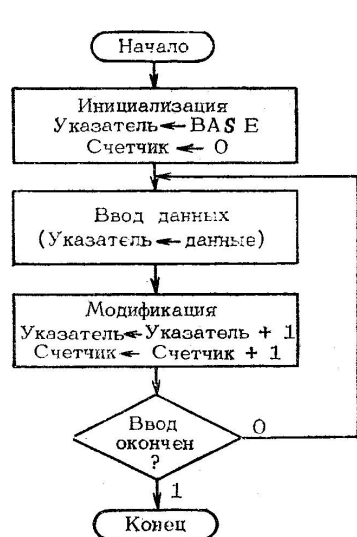 Начало
Инициализация
Указатель ← BASE
Счетчик ← 0
Ввод данных
(Указатель ← данные)
Модификация
Указатель ← Указатель + 1
Счетчик ← Счетчик + 1
Ввод
окончен
?
0
1
Конец